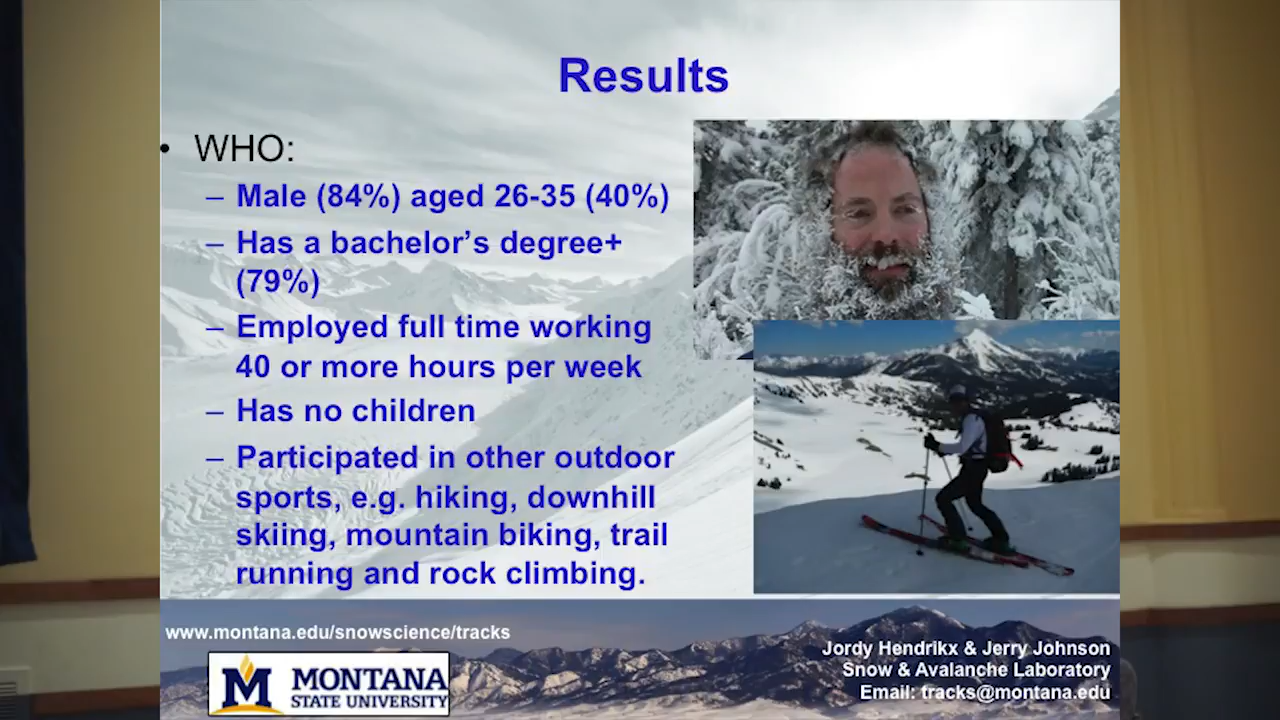 Results
• WHO:
– Male (84%) aged 26-35 (40%)
– Has a bachelor’s degree+
(79%)
– Employed full time working
40 or more hours per week
– Has no children
– Participated in other outdoor
sports, e.g. hiking, downhill
skiing, mountain biking, trail
running and rock climbing.
www.montana.edu/snowscience/tracks
M MONTANA
STATE UNIVERSITY
Jordy Hendrikx & Jerry Johnson
Snow & Avalanche Laboratory
Email: tracks@montana.edu